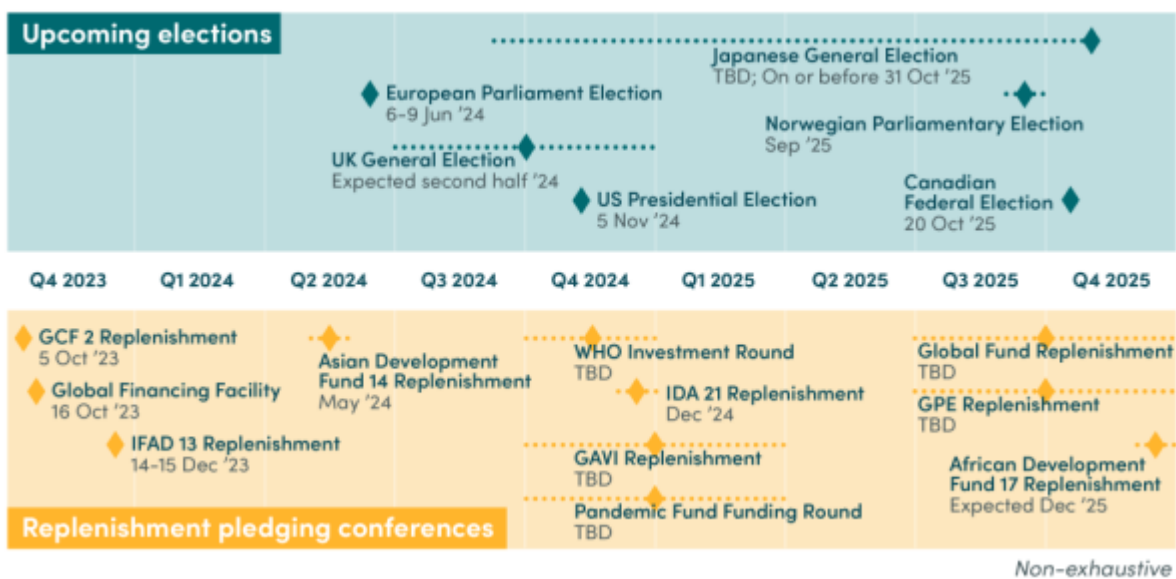 Upcoming elections
Japanese General Election
TBD; On or before 31 Oct '25
European Parliament Election
6-9 Jun '24
Norwegian Parliamentary Election
Sep '25
UK General Election
Expected second half '24
US Presidential Election
5 Nov '24
Canadian
Federal Election
20 Oct '25
Q4 2023
Q1 2024
Q2 2024
Q3 2024
Q4 2024
Q1 2025
Q2 2025
Q3 2025
Q4 2025
GCF 2 Replenishment
5 Oct '23
Global Financing Facility
16 Oct '23
IFAD 13 Replenishment
14-15 Dec '23
Asian Development
Fund 14 Replenishment
May '24
WHO Investment Round
TBD
IDA 21 Replenishment
Dec '24
GAVI Replenishment
TBD
Pandemic Fund Funding Round
TBD
Global Fund Replenishment
TBD
GPE Replenishment
TBD
African Development
Fund 17 Replenishment
Expected Dec '25
Replenishment pledging conferences
Non-exhaustive